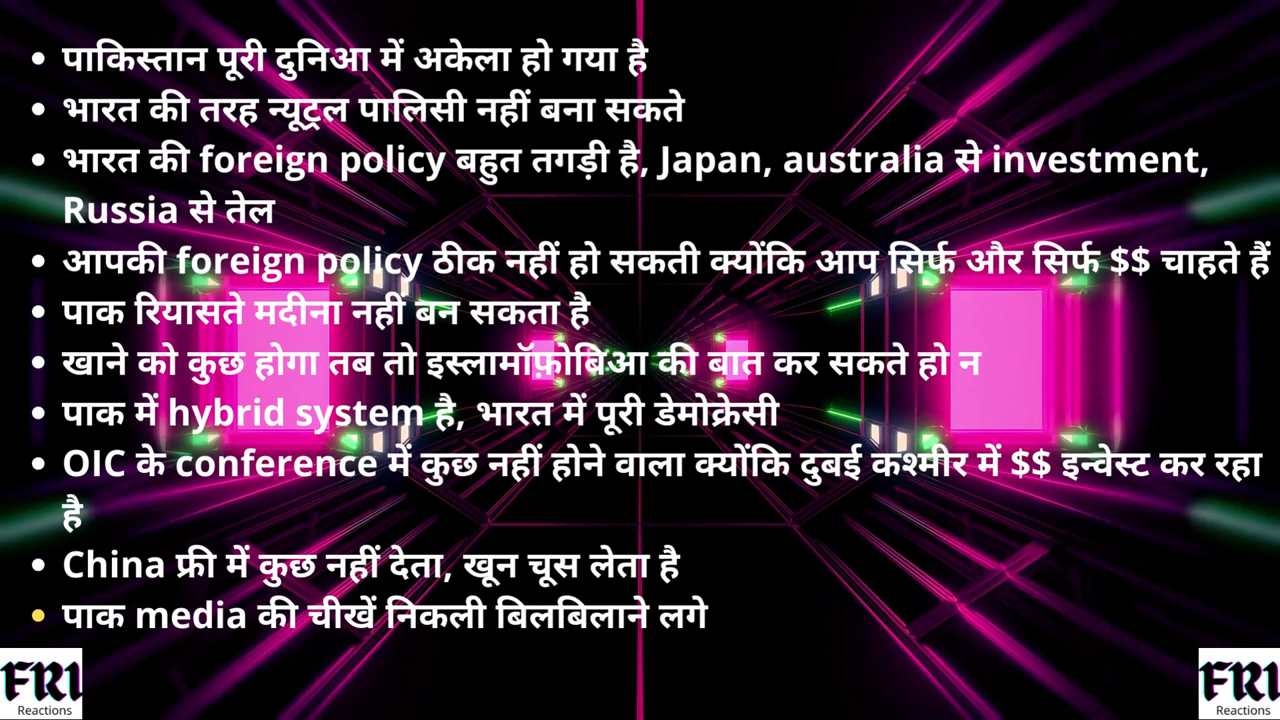 • पाकिस्तान पूरी दुनिआ में अकेला हो गया है
• भारत की तरह न्यूट्रल पालिसी नहीं बना सकते
• भारत की foreign policy बहुत तगड़ी है, Japan, australia से investment,
Russia से तेल
• आपकी foreign policy ठीक नहीं हो सकती क्योंकि आप सिर्फ और सिर्फ $$ चाहते हैं
• पाक रियासते मदीना नहीं बन सकता है
• खाने को कुछ होगा तब तो इस्लामॉफ़ोबिआ की बात कर सकते हो न
• पाक में hybrid system है, भारत में पूरी डेमोक्रेसी
• OIC के conference में कुछ नहीं होने वाला क्योंकि दुबई कश्मीर में $$ इन्वेस्ट कर रहा
है
• China फ्री में कुछ नहीं देता, खून चूस लेता है
• पाक media की चीखें निकली बिलबिलाने लगे
FRI
Reactions
FRI
Reactions